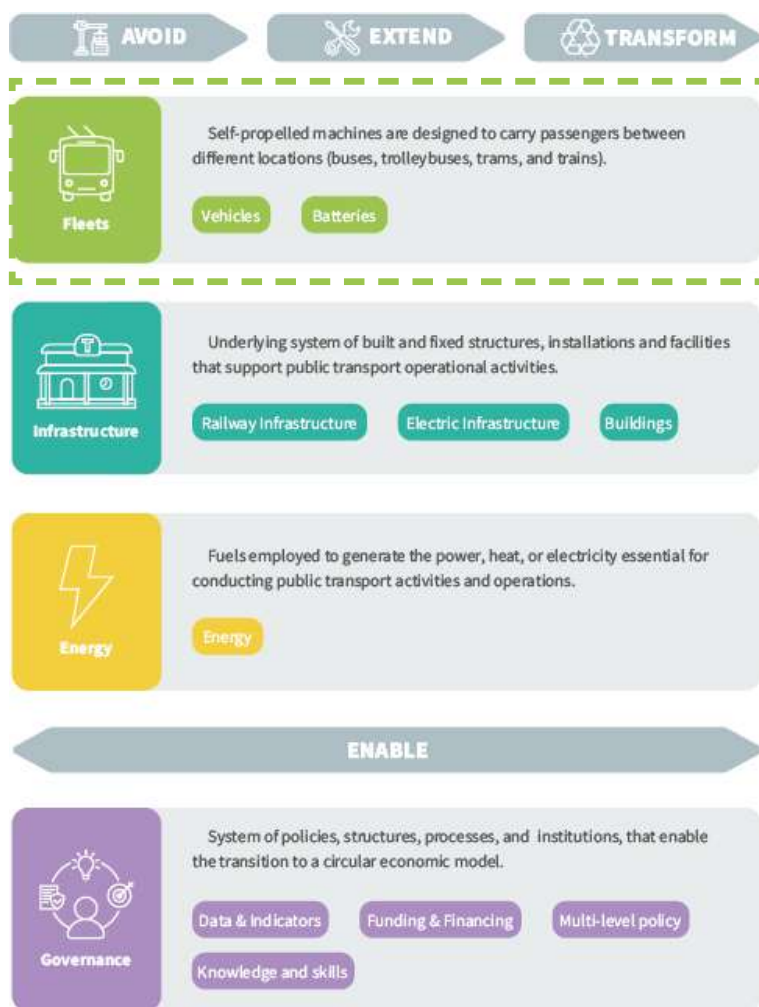 AVOID
EXTEND
TRANSFORM
Self-propelled machines are designed to carry passengers between
different locations (buses, trolleybuses, trams, and trains).
Vehicles
Batteries
Fleets
T
Underlying system of built and fixed structures, installations and facilities
that support public transport operational activities.
Railway Infrastructure
Electric Infrastructure
Buildings
Infrastructure
Fuels employed to generate the power, heat, or electricity essential for
conducting public transport activities and operations.
Energy
Energy
ENABLE
System of policies, structures, processes, and institutions, that enable
the transition to a circular economic model.
Data & Indicators
Funding & Financing
Multi-level policy
Knowledge and skills
Governance